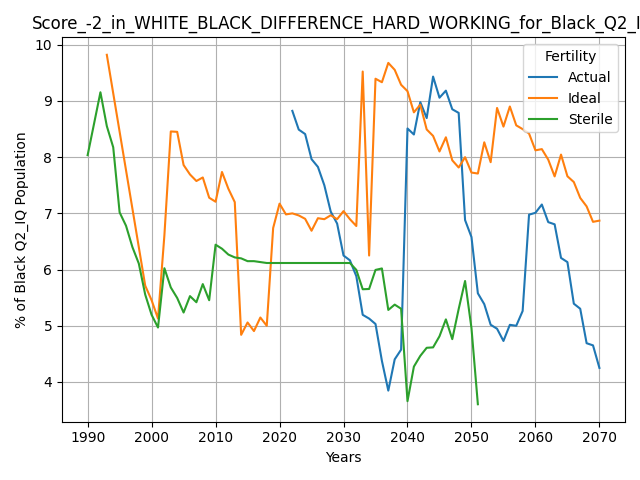 Score_-2_in_WHITE_BLACK_DIFFERENCE_HARD_WORKING_for_Black_Q2_I
10
9
8
7
6
5
4
% of Black Q2_IQ Population
Fertility
Actual
Ideal
Sterile
1990
2000
2010
2020
2030
2040
2050
2060
2070
Years